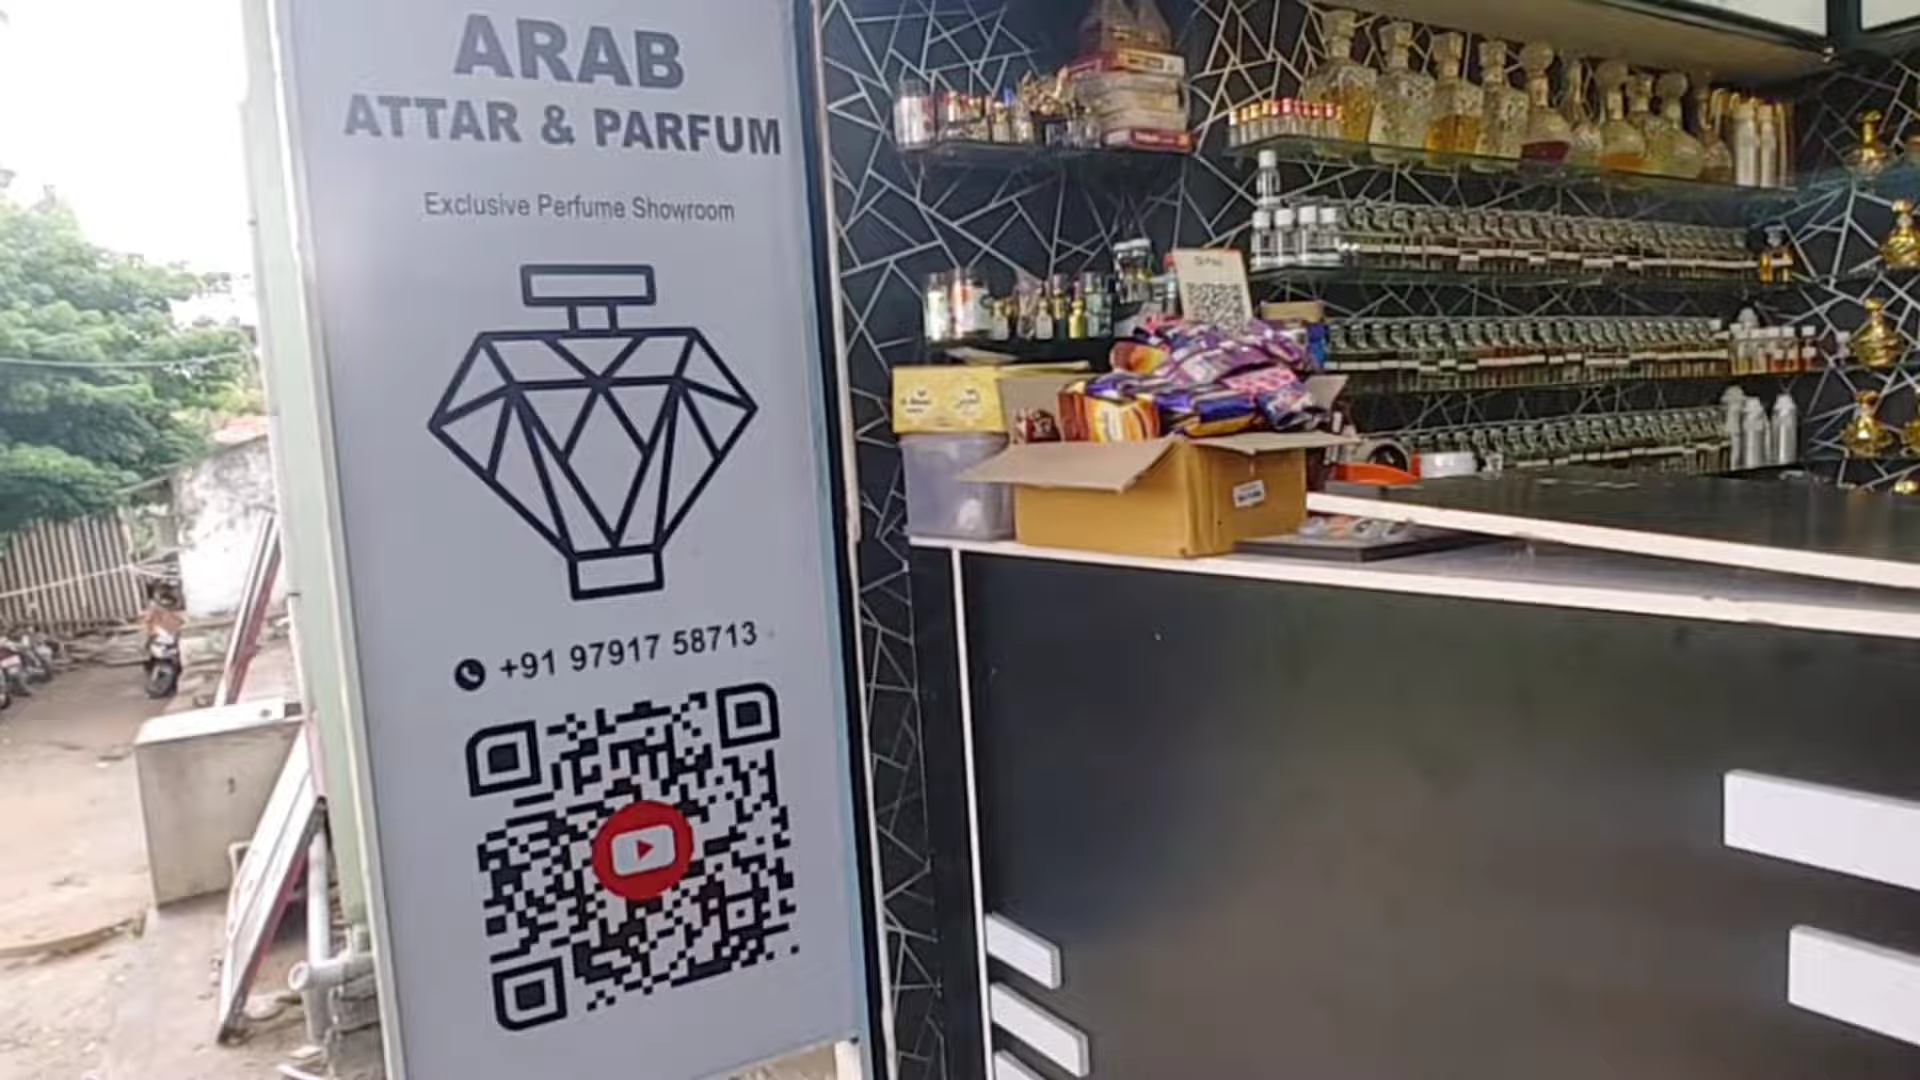 ARAB
ATTAR & PARFUM
Exclusive Perfume Showroom
+91 97917 58713